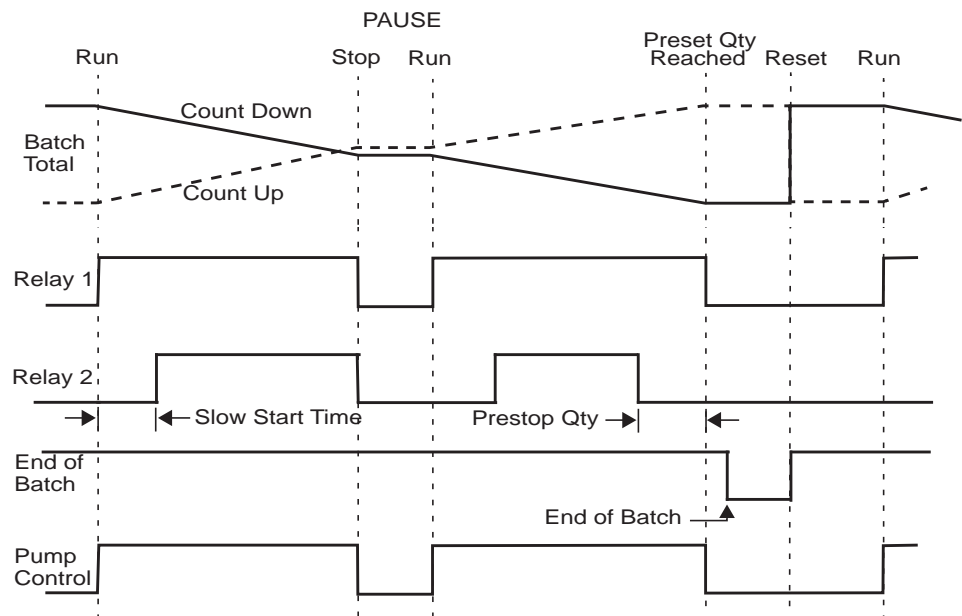 PAUSE
Run
Stop
Run
Preset Qty
Reached
Reset
Run
Count Down
Batch
Total
Count Up
Relay 1
Relay 2
Slow Start Time
Prestop Qty
End of
Batch
End of Batch
Pump
Control